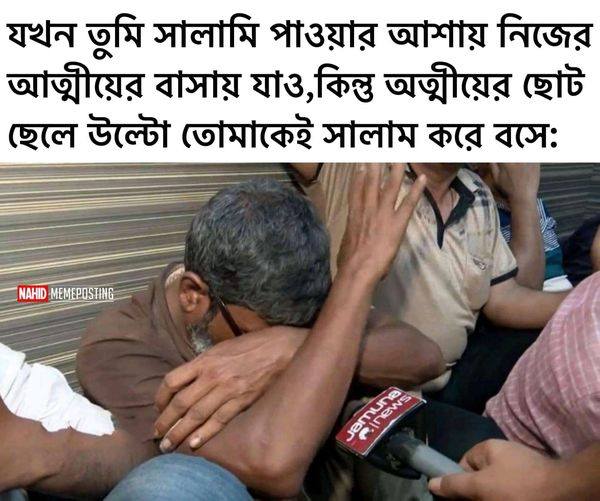 যখন তুমি সালামি পাওয়ার আশায় নিজের
আত্মীয়ের বাসায় যাও,কিন্তু অত্মীয়ের ছোট
ছেলে উল্টো তোমাকেই সালাম করে বসে:
NAHID MEMEPOSTING
Jamuna
news